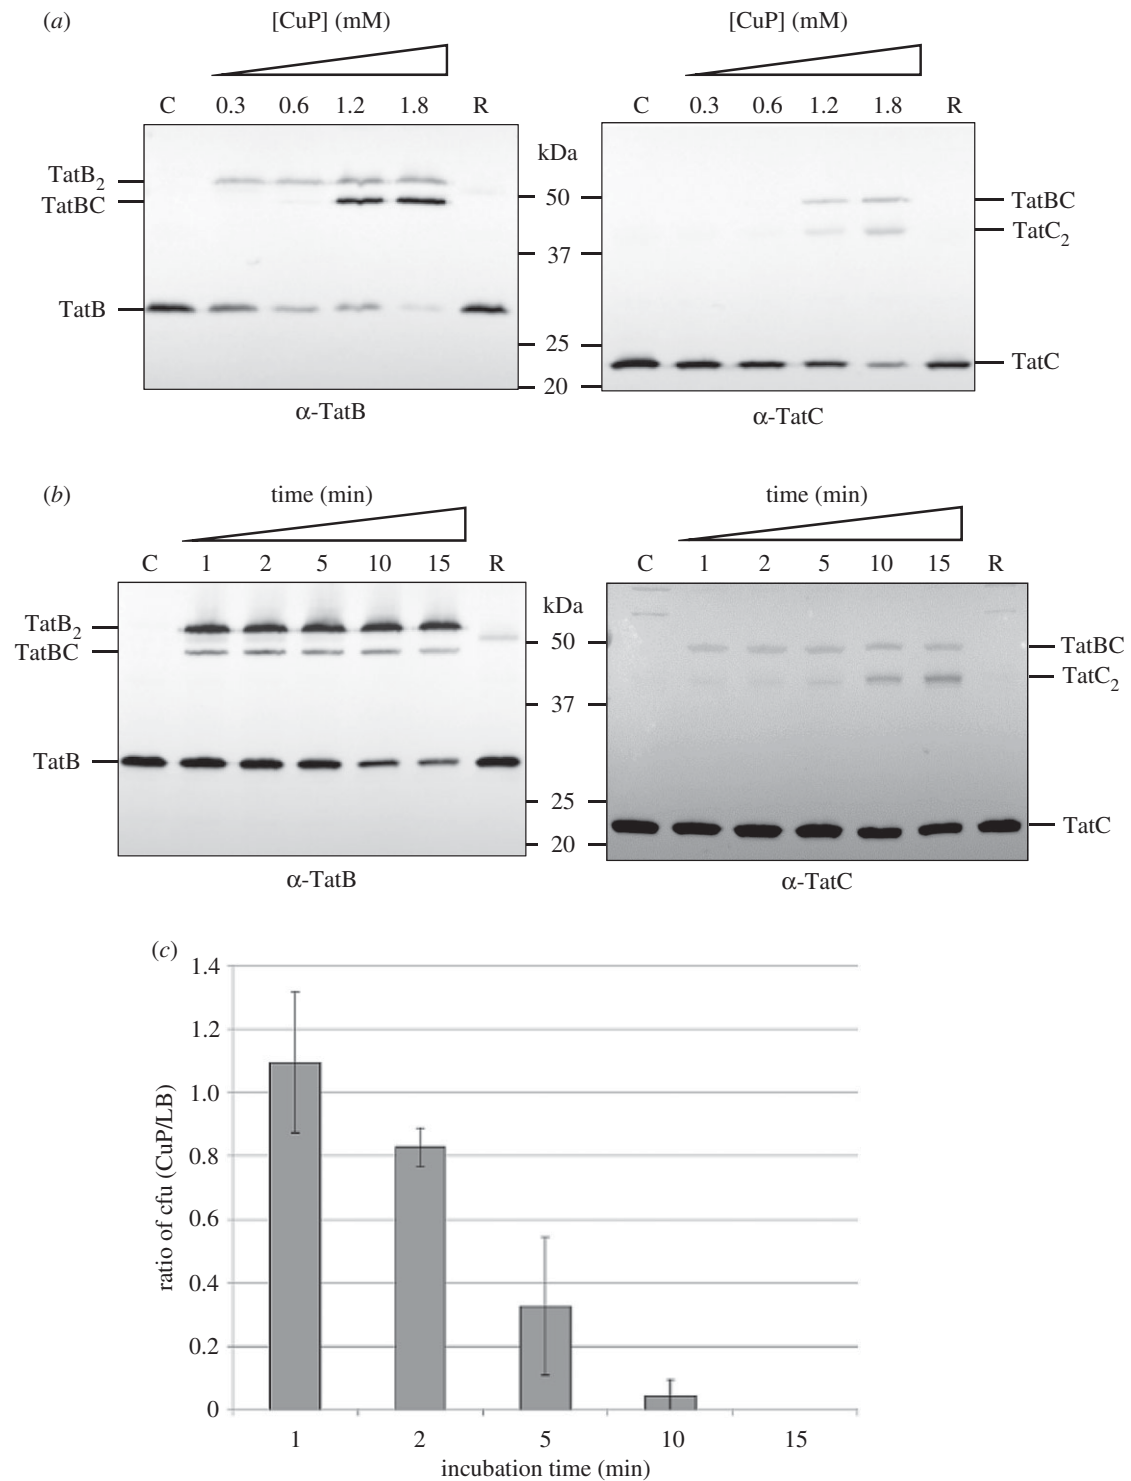 (a)
[CuP] (mM)
[CuP] (mM)
C 0.3 0.6 1.2 1.8 R
C 0.3 0.6 1.2 1.8 R
kDa
TatB2
TatBC
50
TatBC
TatC2
37
TatB
25
TatC
20
α-TatB
α-TatC
(b)
time (min)
time (min)
C 1 2 5 10 15 R
C 1 2 5 10 15 R
kDa
TatB2
TatBC
50
TatBC
TatC2
37
TatB
25
TatC
20
α-TatB
α-TatC
(c)
1.4
1.2
1.0
0.8
0.6
0.4
0.2
0
ratio of cfu (CuP/LB)
1 2 5 10 15
incubation time (min)